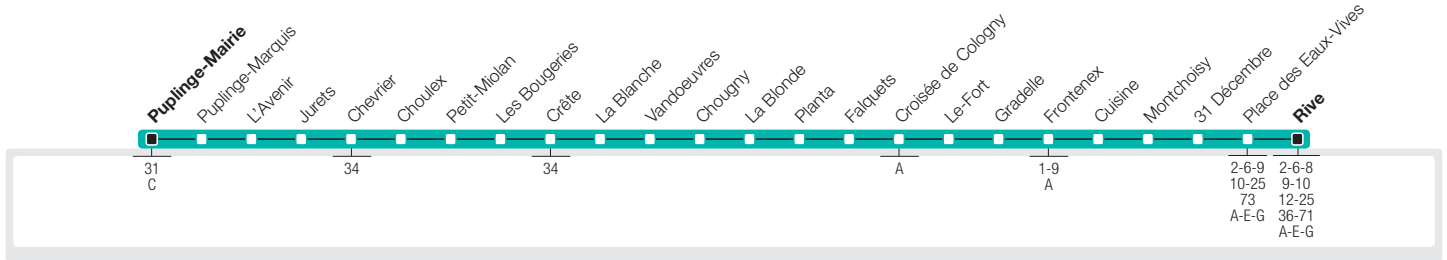 Puplinge-Mairie
Puplinge-Marquis
L'Avenir
Jurets
Chevrier
Choulex
Petit-Miolan
Les Bougeries
Crête
La Blanche
Vandoeuvres
Chougny
La Blonde
Planta
Falquets
Croisée de Cologny
Le-Fort
Gradelle
Frontenex
Cuisine
Montchoisy
31 Décembre
Place des Eaux-Vives
Rive
31
C
34
34
A
1-9
A
2-6-9
10-25
73
A-E-G
2-6-8
9-10
12-25
36-71
A-E-G